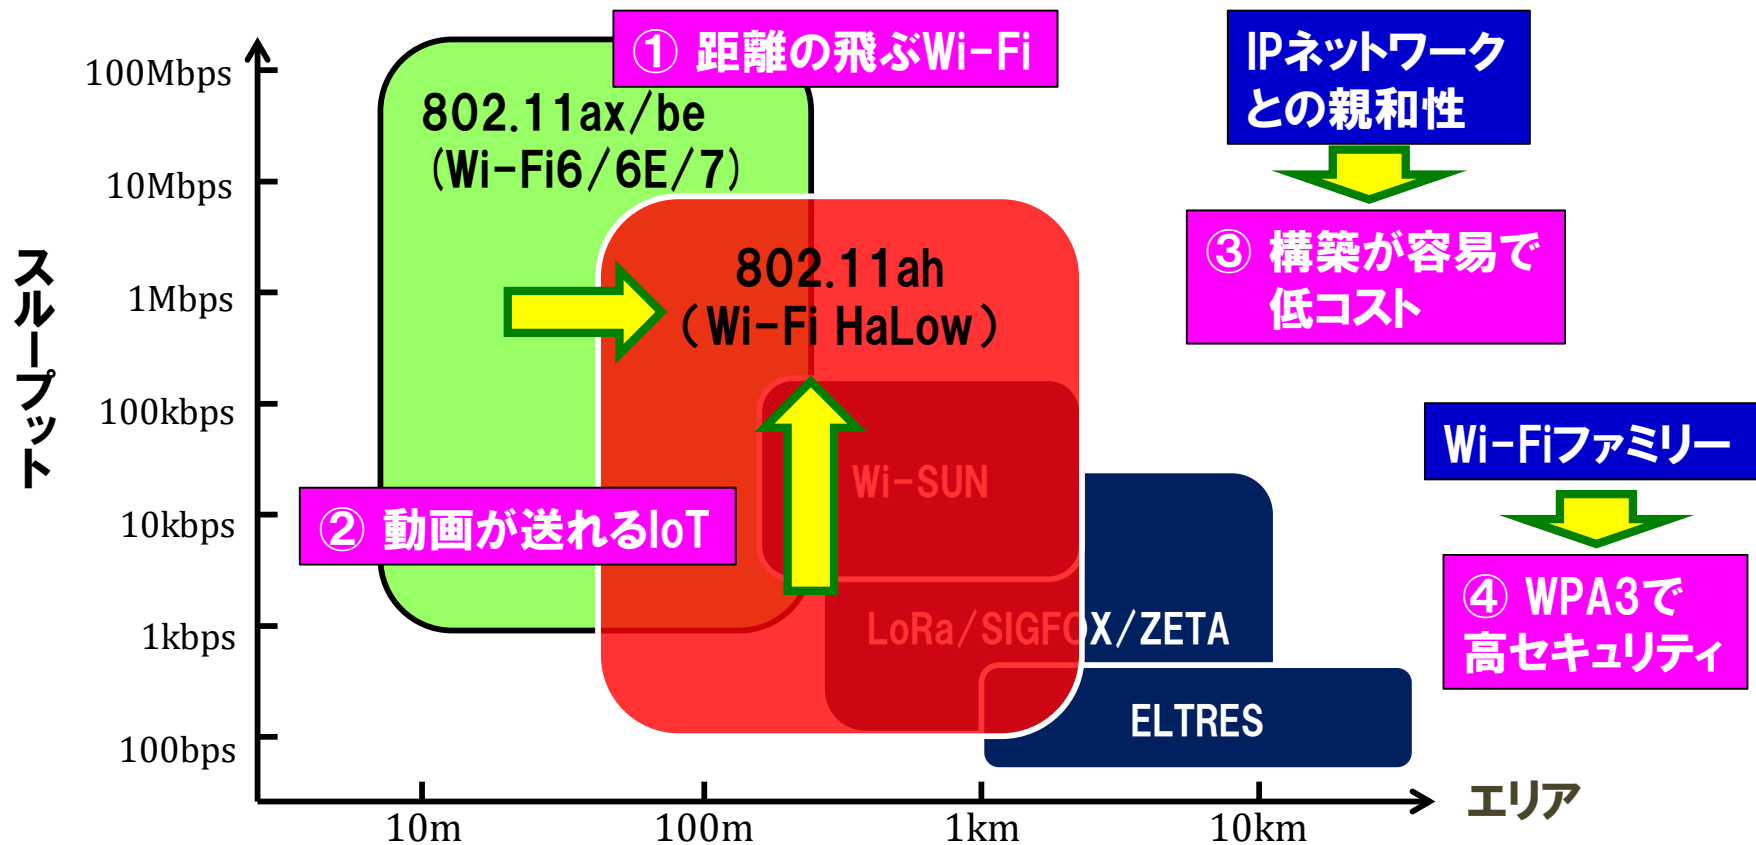 ① 距離の飛ぶWi-Fi
IPネットワーク
との親和性
100Mbps
802.11ax/be
(Wi-Fi6/6E/7)
10Mbps
③ 構築が容易で
低コスト
スループット
802.11ah
(Wi-Fi HaLow)
1Mbps
100kbps
Wi-Fiファミリー
Wi-SUN
② 動画が送れるIoT
10kbps
④ WPA3で
高セキュリティ
LoRa/SIGFOX/ZETA
1kbps
ELTRES
100bps
エリア
10m
100m
1km
10km